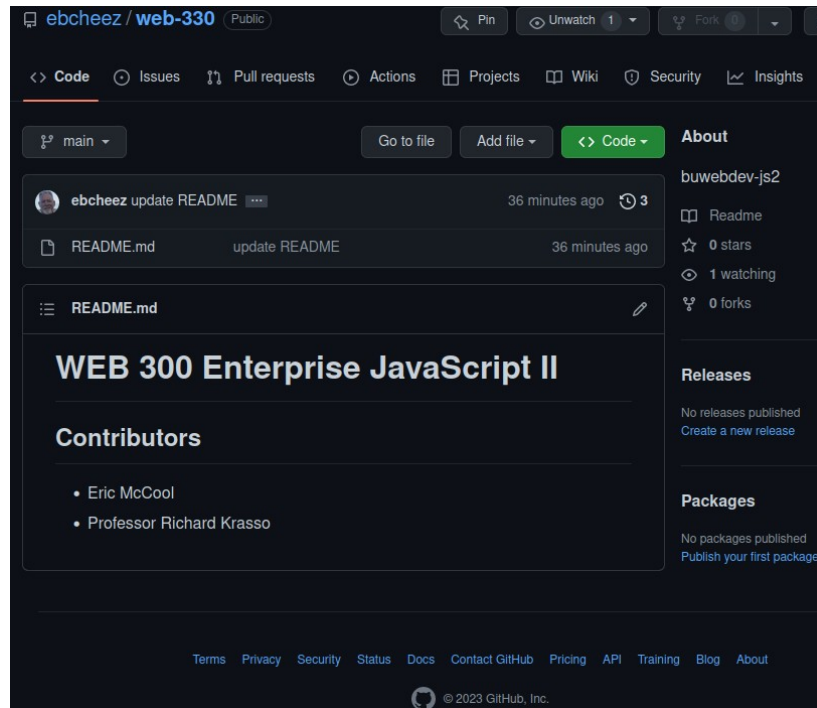 ebcheez / web-330 Public
Pin
Unwatch 1
Fork 0
Code
Issues
Pull requests
Actions
Projects
Wiki
Security
Insights
main
Go to file
Add file
Code
ebcheez update README ...
36 minutes ago
3
README.md
update README
36 minutes ago
README.md
WEB 300 Enterprise JavaScript II
Contributors
• Eric McCool
• Professor Richard Krasso
About
buwebdev-js2
Readme
0 stars
1 watching
0 forks
Releases
No releases published
Create a new release
Packages
No packages published
Publish your first package
Terms Privacy Security Status Docs Contact GitHub Pricing API Training Blog About
© 2023 GitHub, Inc.